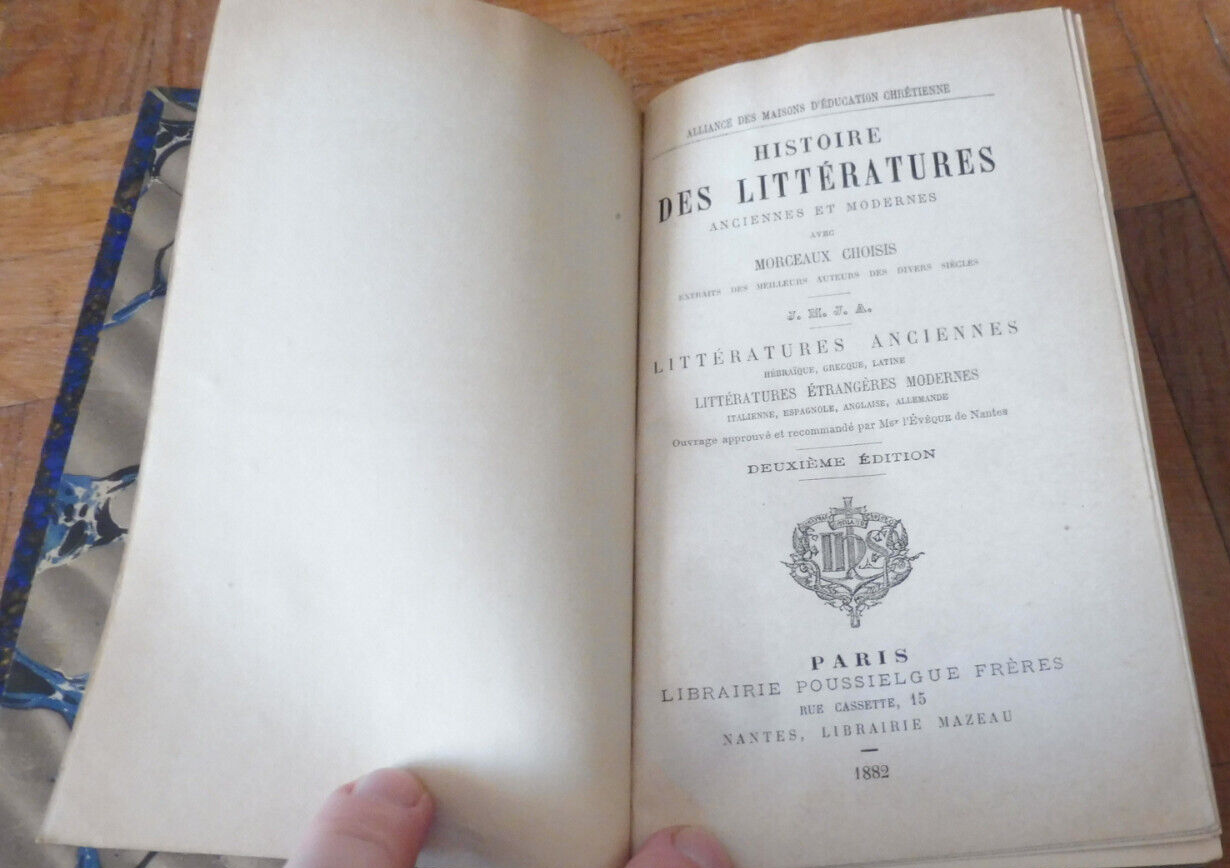 ALLIANCE DES MAISONS D'ÉDUCATION CHRÉTIENNE
HISTOIRE
DES LITTÉRATURES
ANCIENNES ET MODERNES
AVEC
MORCEAUX CHOISIS
EXTRAITS DES MEILLEURS AUTEURS DES DIVERS SIÈCLES
J. M. J. A.
LITTÉRATURES ANCIENNES
HÉBRAÏQUE, GRECQUE, LATINE
LITTÉRATURES ÉTRANGÈRES MODERNES
ITALIENNE, ESPAGNOLE, ANGLAISE, ALLEMANDE
Ouvrage approuvé et recommandé par Mgr l'Évêque de Nantes
DEUXIÈME ÉDITION
PARIS
LIBRAIRIE POUSSIELGUE FRÈRES
RUE CASSETTE, 15
NANTES, LIBRAIRIE MAZEAU
1882